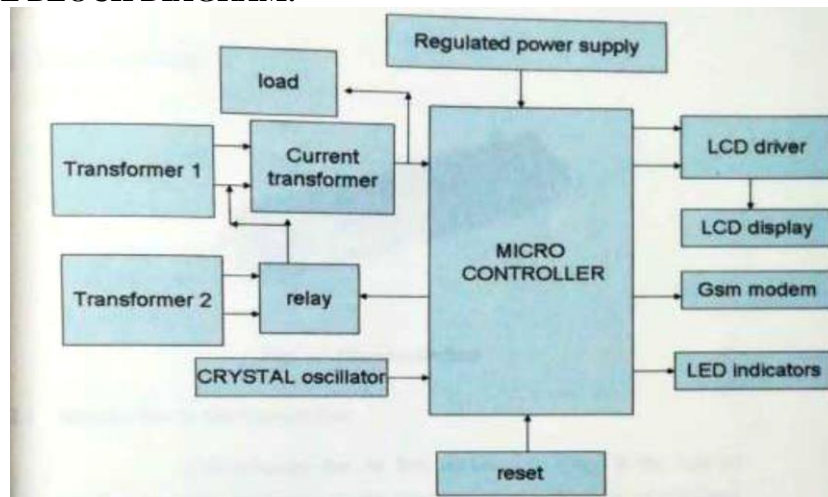 Regulated power supply
load
Transformer 1
Current
transformer
LCD driver
LCD display
MICRO
CONTROLLER
Transformer 2
relay
Gsm modem
CRYSTAL oscillator
LED indicators
reset